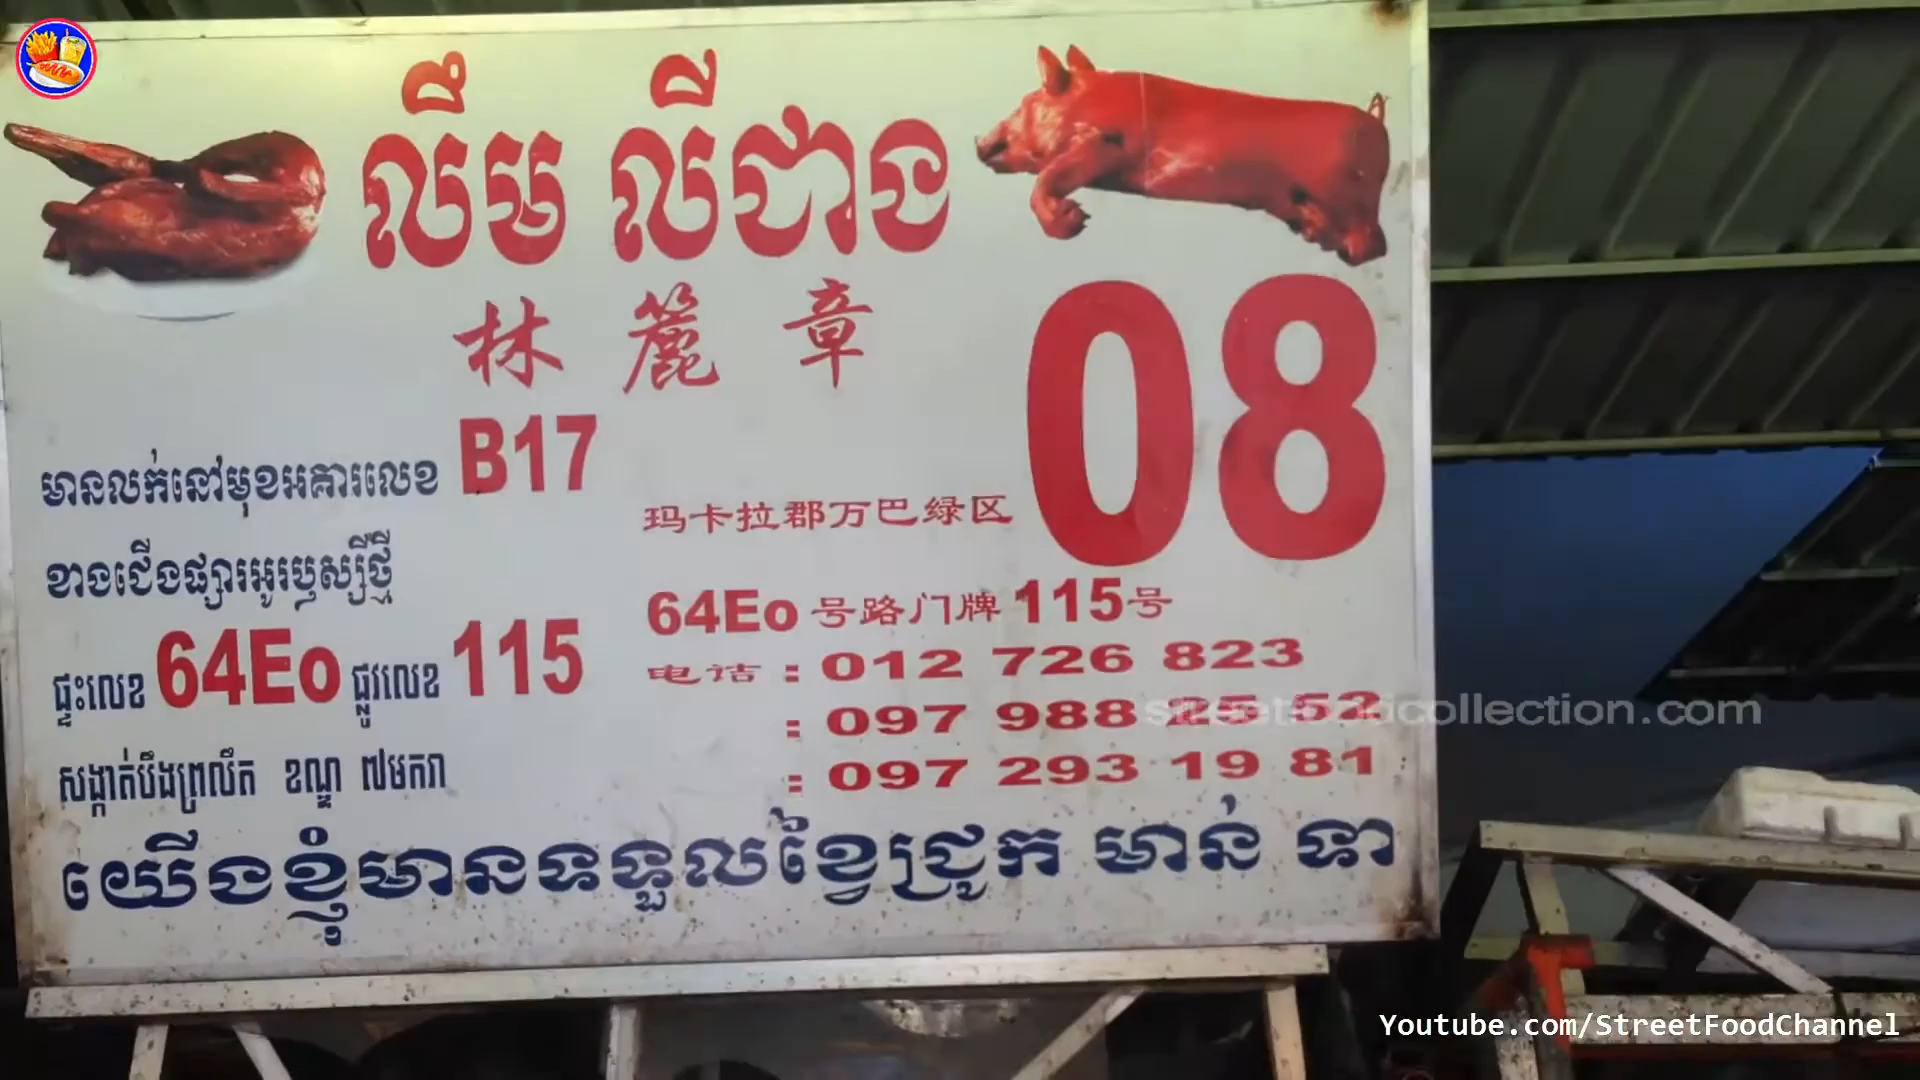 លឹម លីជាង
林 簏 章
08
មានលក់នៅមុខអគារលេខ B17
ខាងជើងផ្សារអូរឫស្សីថ្មី
ផ្ទះលេខ 64Eo ផ្លូវលេខ 115
សង្កាត់បឹងព្រលឹត ខណ្ឌ ៧មករា
玛卡拉郡万巴绿区
64Eo 号路门牌 115号
电话 : 012 726 823
: 097 988 25 52
: 097 293 19 81
យើងខ្ញុំមានទទួលខ្វៃជ្រូក មាន់ ទា
streetfoodcollection.com
Youtube.com/StreetFoodChannel